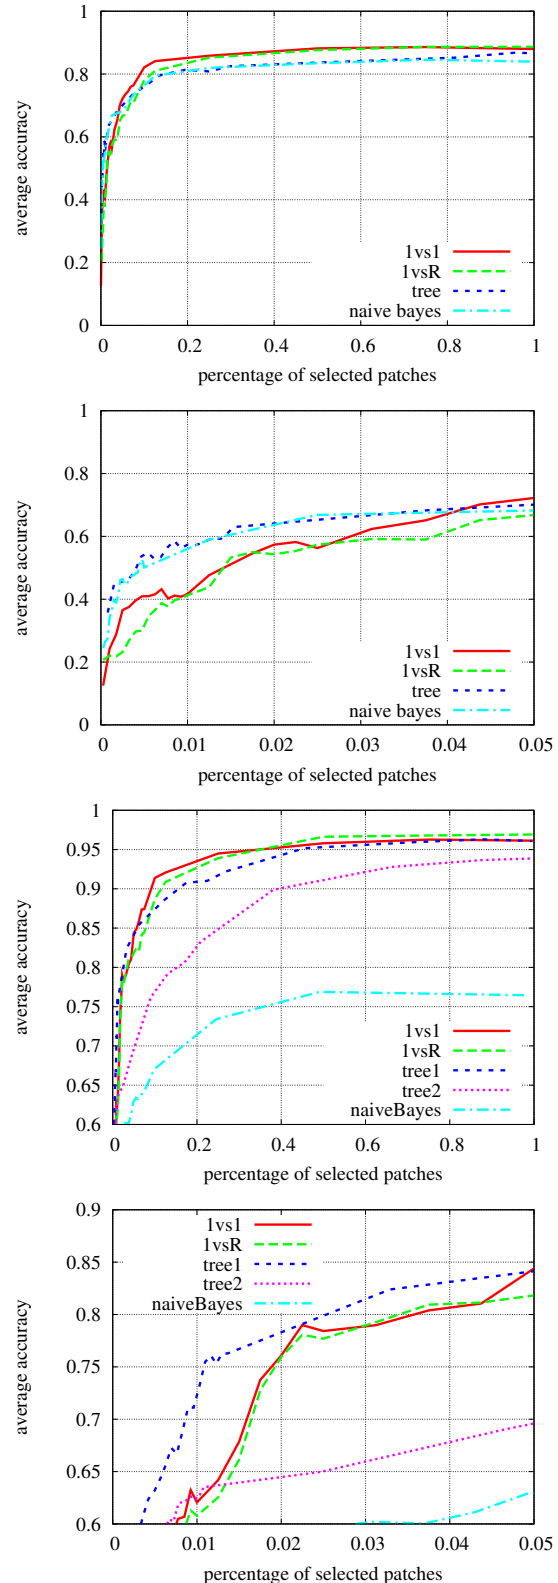 1
0.8
0.6
0.4
0.2
0
average accuracy
1vs1
1vsR
tree
naive bayes
0 0.2 0.4 0.6 0.8 1
percentage of selected patches
1
0.8
0.6
0.4
0.2
0
average accuracy
1vs1
1vsR
tree
naive bayes
0 0.01 0.02 0.03 0.04 0.05
percentage of selected patches
1
0.95
0.9
0.85
0.8
0.75
0.7
0.65
0.6
average accuracy
1vs1
1vsR
tree1
tree2
naiveBayes
0 0.2 0.4 0.6 0.8 1
percentage of selected patches
0.9
0.85
0.8
0.75
0.7
0.65
0.6
average accuracy
1vs1
1vsR
tree1
tree2
naiveBayes
0 0.01 0.02 0.03 0.04 0.05
percentage of selected patches